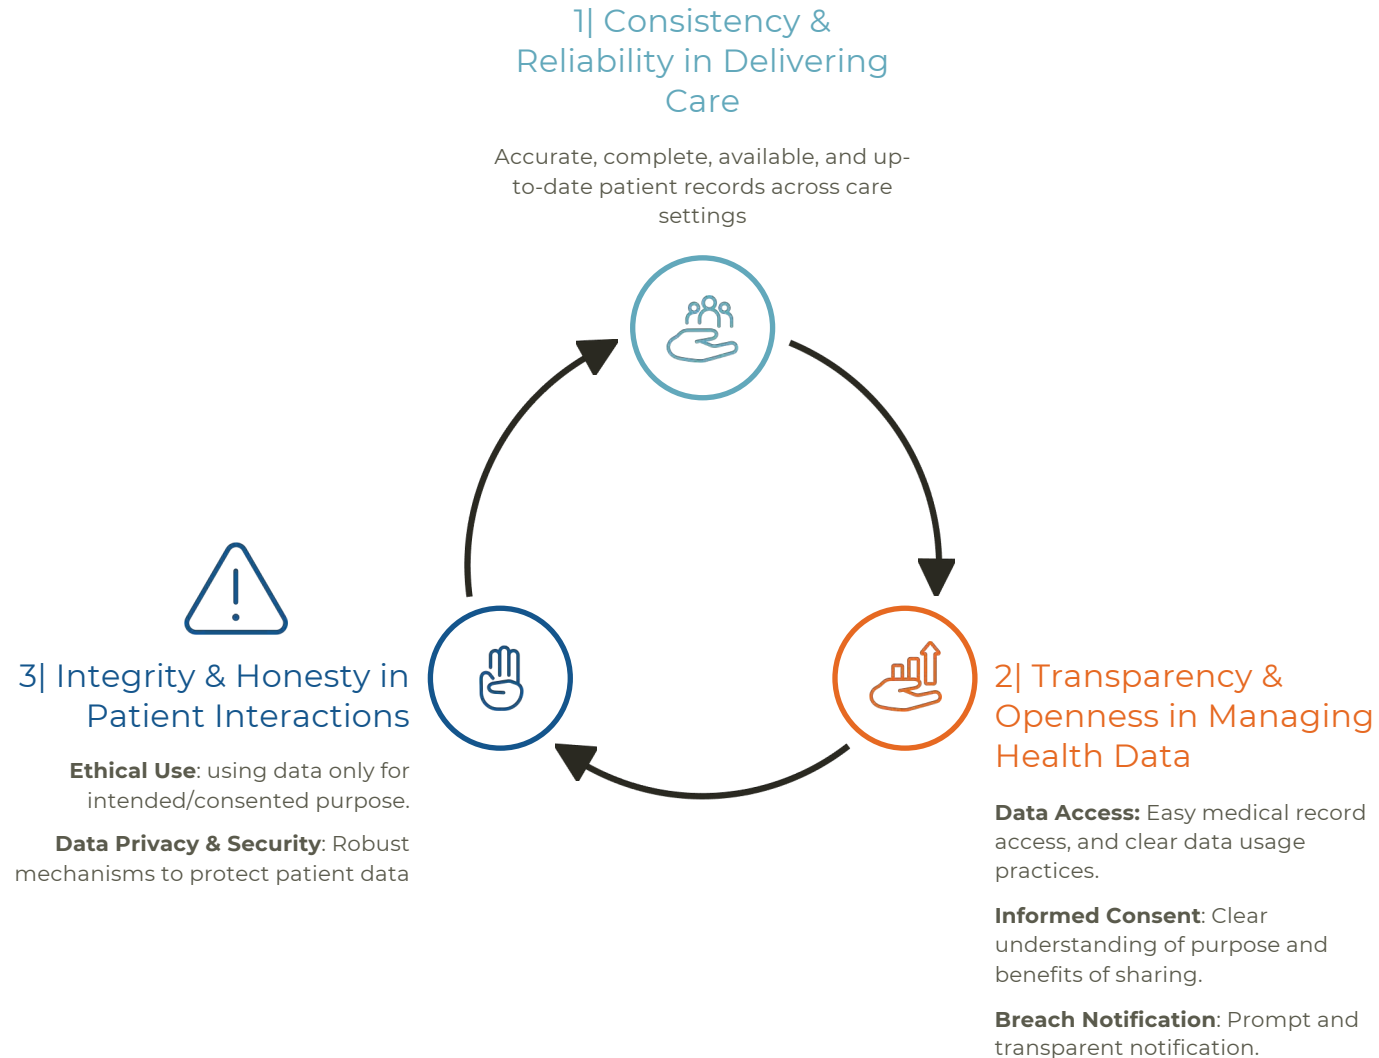 1| Consistency &
Reliability in Delivering
Care
Accurate, complete, available, and up-
to-date patient records across care
settings
3| Integrity & Honesty in
Patient Interactions
Ethical Use: using data only for
intended/consented purpose.
Data Privacy & Security: Robust
mechanisms to protect patient data
2| Transparency &
Openness in Managing
Health Data
Data Access: Easy medical record
access, and clear data usage
practices.
Informed Consent: Clear
understanding of purpose and
benefits of sharing.
Breach Notification: Prompt and
transparent notification.